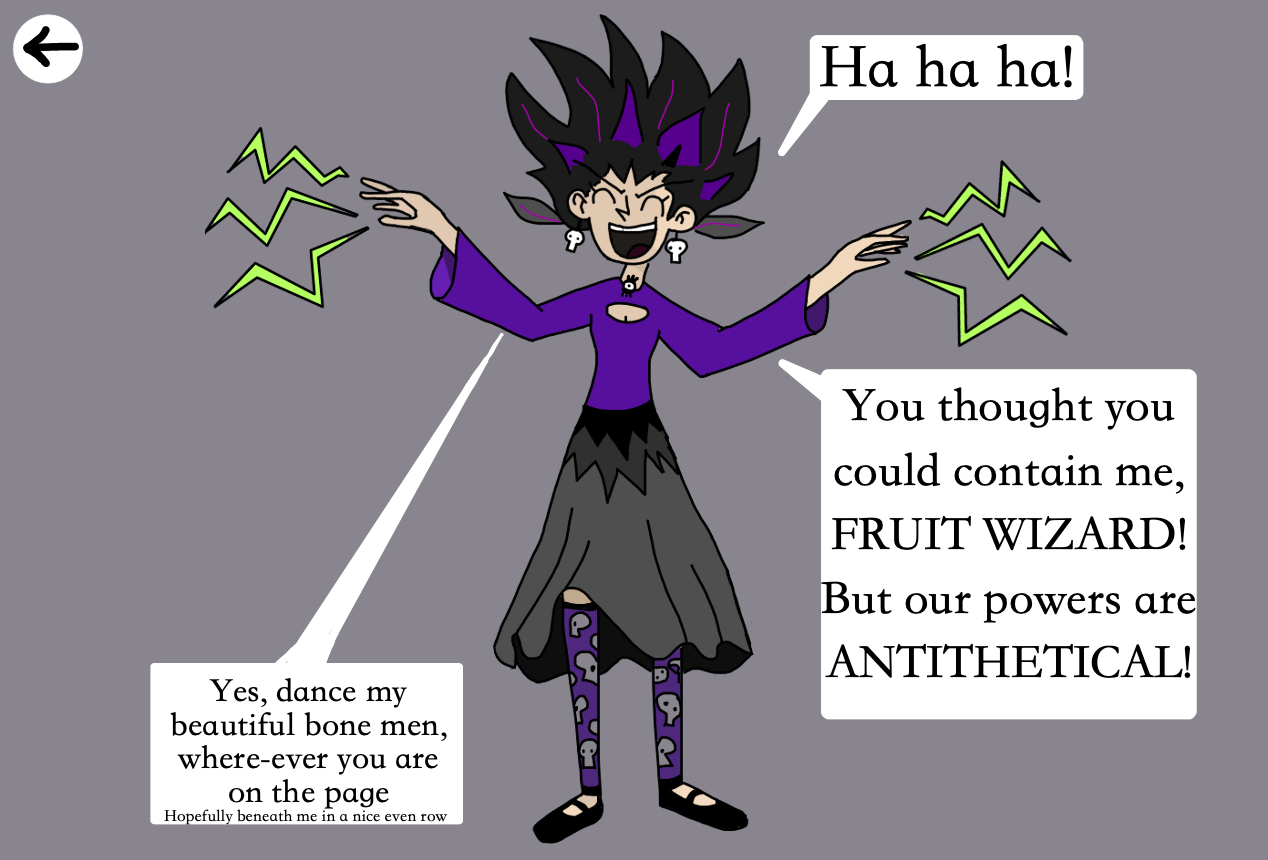 Ha ha ha!
You thought you
could contain me,
FRUIT WIZARD!
But our powers are
ANTITHETICAL!
Yes, dance my
beautiful bone men,
where-ever you are
on the page
Hopefully beneath me in a nice even row